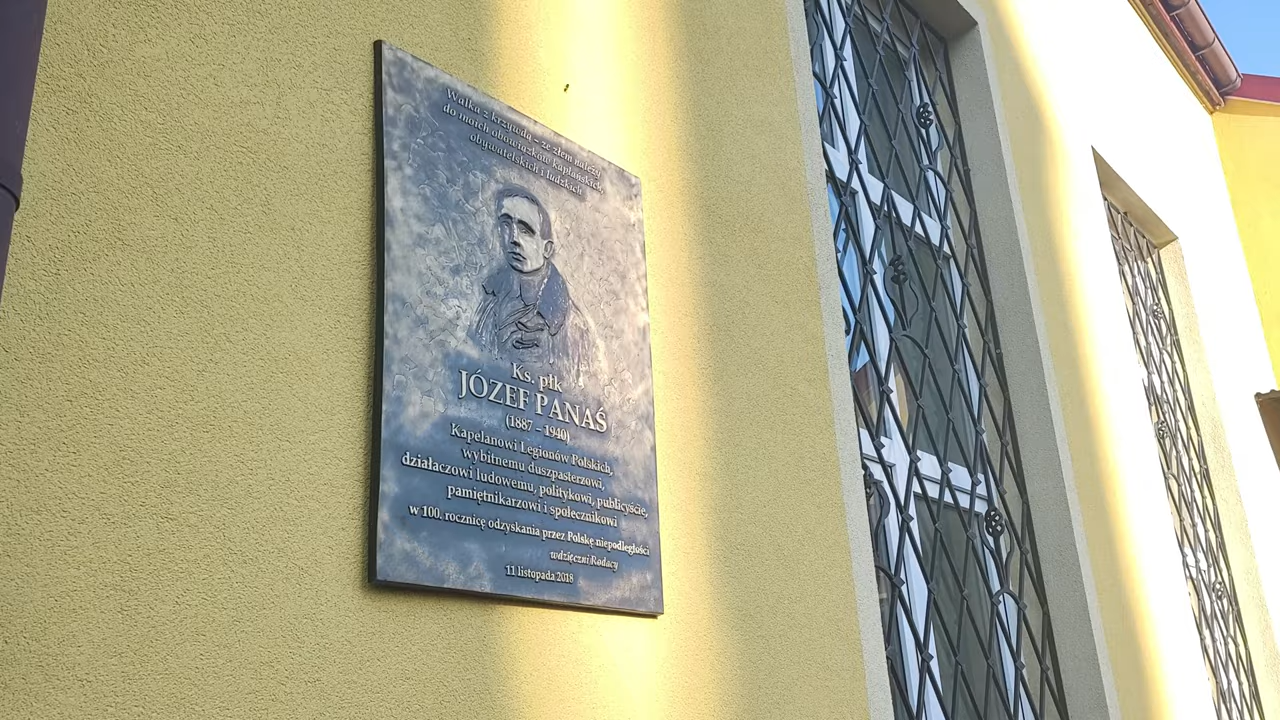 Walka z krzywdą – ze złem należy
do moich obowiązków kapłańskich,
obywatelskich i ludzkich
Ks. płk
JÓZEF PANAŚ
(1887 – 1940)
Kapelanowi Legionów Polskich,
wybitnemu duszpasterzowi,
działaczowi ludowemu, politykowi, publicyście,
pamiętnikarzowi i społecznikowi
w 100. rocznicę odzyskania przez Polskę niepodległości
wdzięczni Rodacy
11 listopada 2018